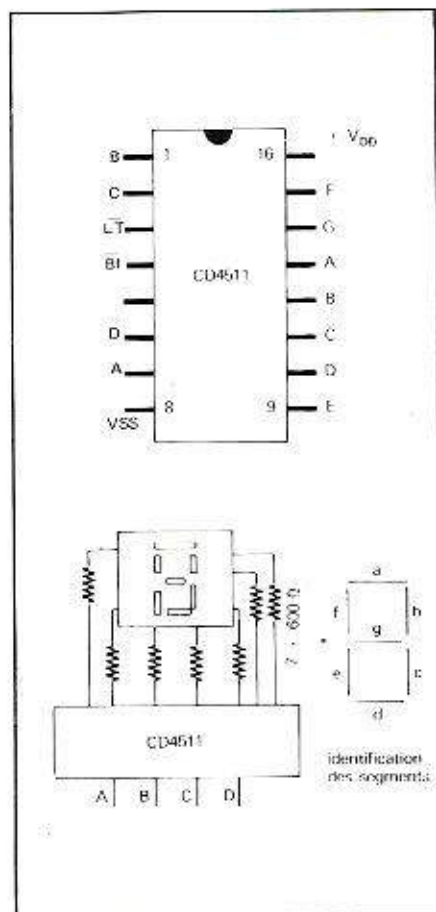 + VDD
B 1 16
C F
LT G
BI A
CD4511
B
D C
A D
8 9 E
VSS
7 × 600 Ω
a
f h
g
e c
d
CD4511
A B C D
identification
des segments